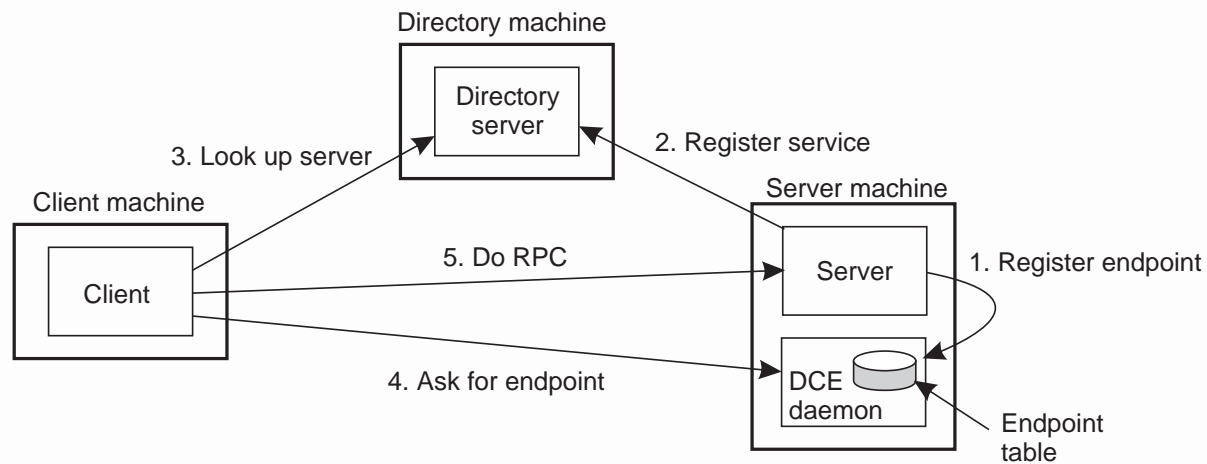 Directory machine
Directory
server
3. Look up server
2. Register service
Client machine
Server machine
5. Do RPC
Client
Server
1. Register endpoint
4. Ask for endpoint
DCE
daemon
Endpoint
table